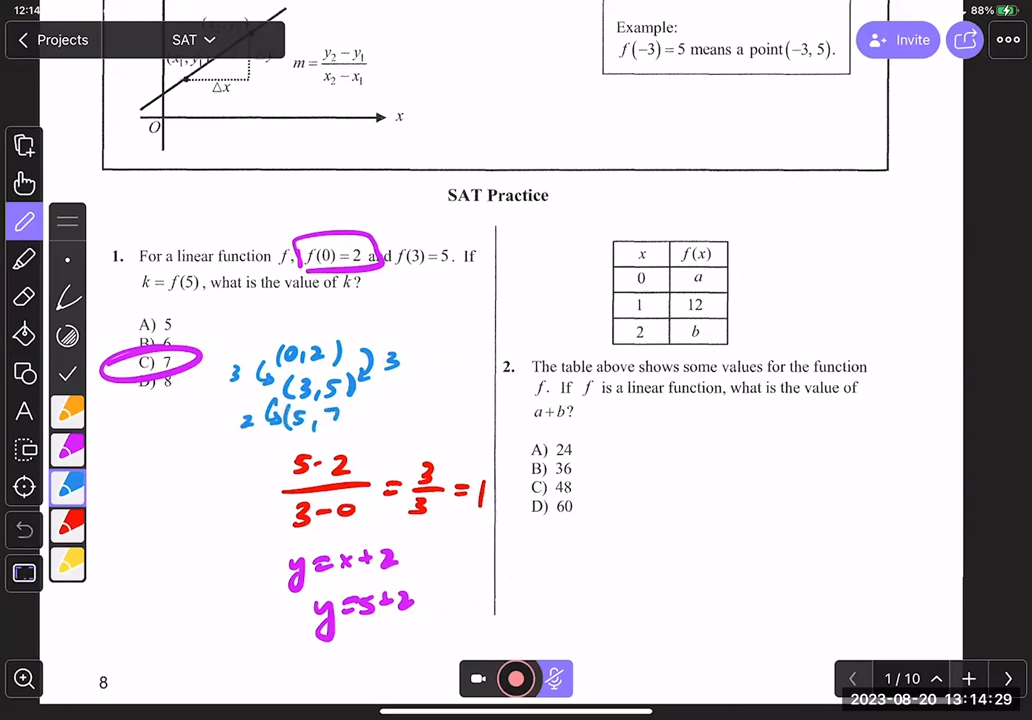 12:14
88%
Projects
SAT
Invite
m = y₂ − y₁ / x₂ − x₁
Δx
x
O
Example:
f(−3) = 5 means a point (−3, 5).
SAT Practice
1. For a linear function f, f(0) = 2 and f(3) = 5. If
k = f(5), what is the value of k?
A) 5
B) 6
C) 7
D) 8
3 (0,2) 3
(3,5)
2 (5,7
5-2 / 3-0 = 3/3 = 1
y=x+2
y=5+2
x f(x)
0 a
1 12
2 b
2. The table above shows some values for the function
f. If f is a linear function, what is the value of
a+b?
A) 24
B) 36
C) 48
D) 60
8
A
1 / 10
2023-08-20 13:14:29